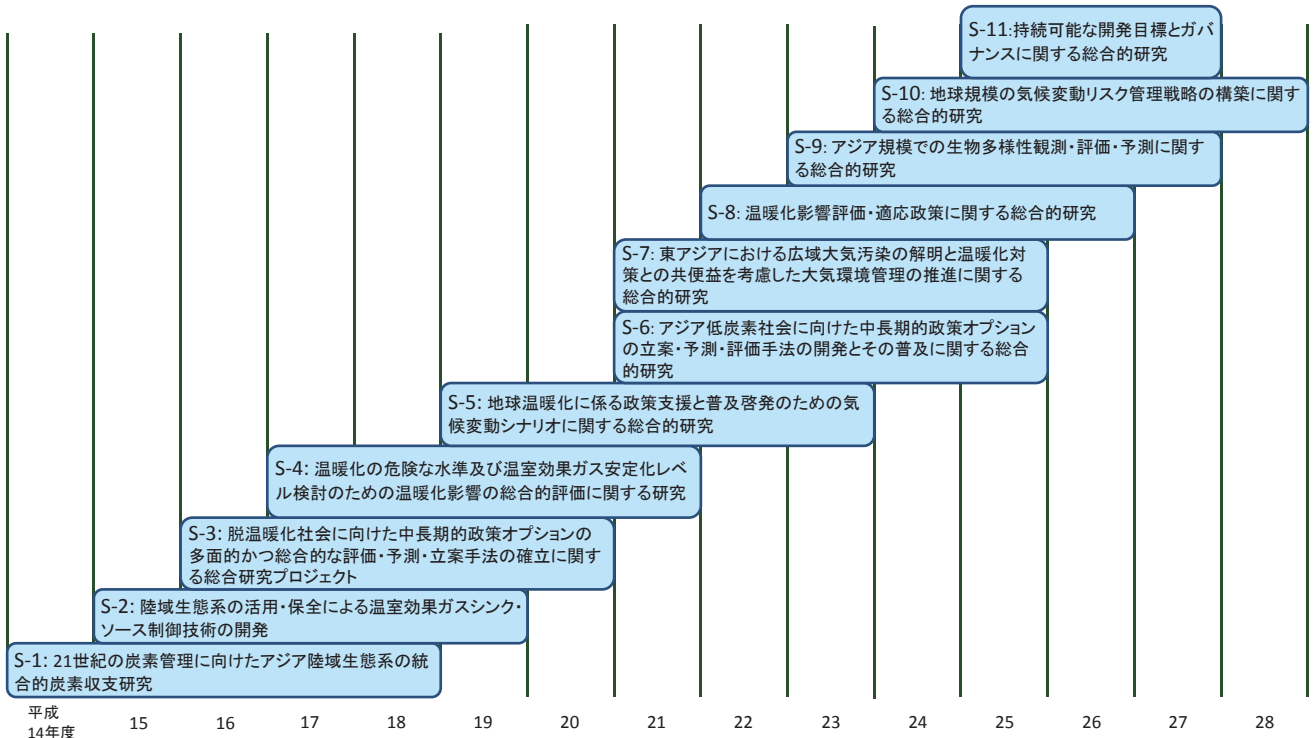 S-11:持続可能な開発目標とガバ
ナンスに関する総合的研究
S-10: 地球規模の気候変動リスク管理戦略の構築に関す
る総合的研究
S-9: アジア規模での生物多様性観測・評価・予測に関す
る総合的研究
S-8: 温暖化影響評価・適応政策に関する総合的研究
S-7: 東アジアにおける広域大気汚染の解明と温暖化対
策との共便益を考慮した大気環境管理の推進に関する
総合的研究
S-6: アジア低炭素社会に向けた中長期的政策オプション
の立案・予測・評価手法の開発とその普及に関する総合
的研究
S-5: 地球温暖化に係る政策支援と普及啓発のための気
候変動シナリオに関する総合的研究
S-4: 温暖化の危険な水準及び温室効果ガス安定化レベ
ル検討のための温暖化影響の総合的評価に関する研究
S-3: 脱温暖化社会に向けた中長期的政策オプションの
多面的かつ総合的な評価・予測・立案手法の確立に関す
る総合研究プロジェクト
S-2: 陸域生態系の活用・保全による温室効果ガスシンク・
ソース制御技術の開発
S-1: 21世紀の炭素管理に向けたアジア陸域生態系の統
合的炭素収支研究
平成
14年度 15 16 17 18 19 20 21 22 23 24 25 26 27 28